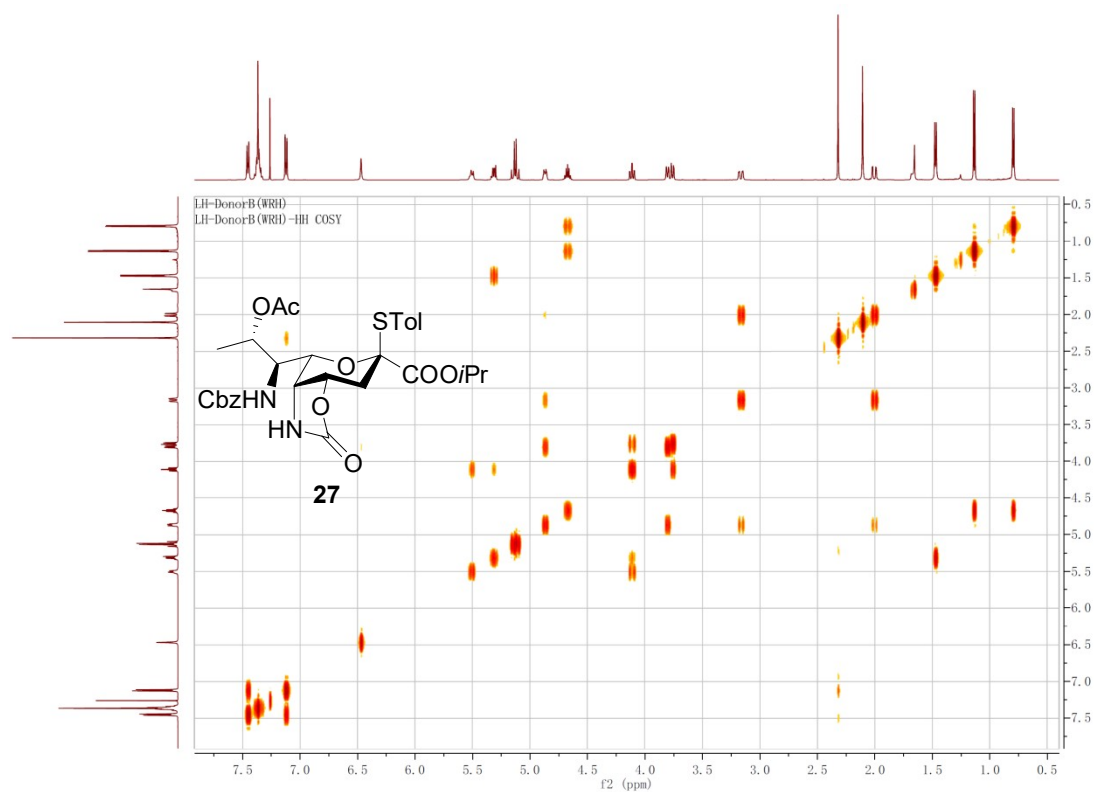 LH-DonorB(WRH)
LH-DonorB(WRH)-HH COSY
OAc
STol
O
COOiPr
CbzHN
O
HN
O
27
0.5
1.0
1.5
2.0
2.5
3.0
3.5
4.0
4.5
5.0
5.5
6.0
6.5
7.0
7.5
7.5 7.0 6.5 6.0 5.5 5.0 4.5 4.0 3.5 3.0 2.5 2.0 1.5 1.0 0.5
f2 (ppm)